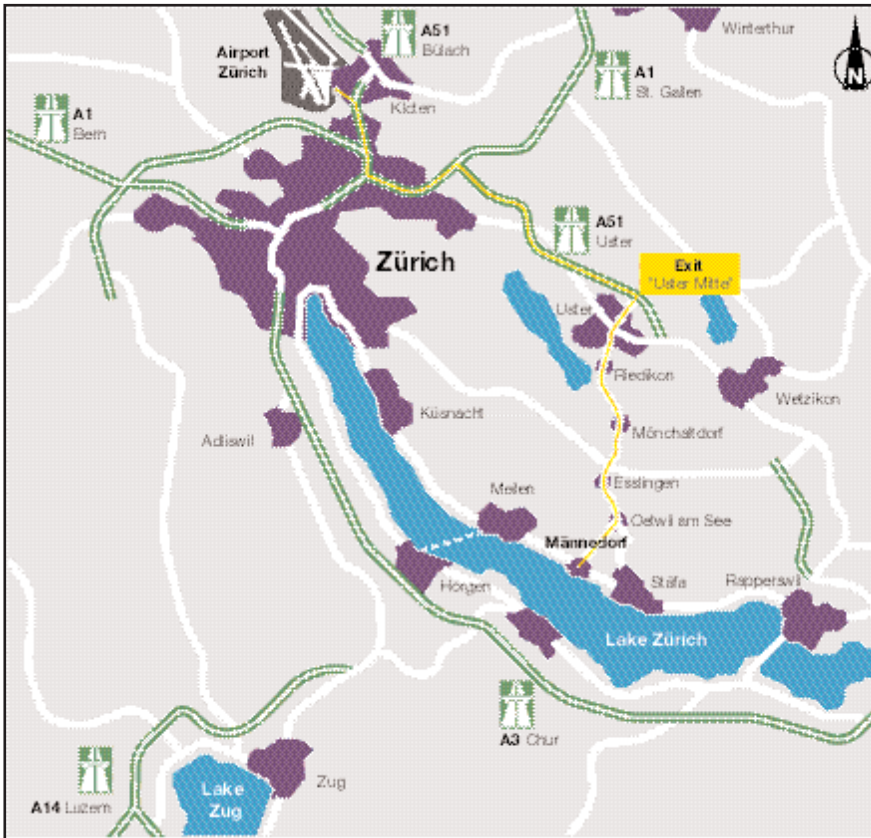 A51
Bülach
Winterthur
Airport
Zürich
A1
St. Gallen
N
Kloten
A1
Bern
A51
Uster
Zürich
Exit
"Uster Mitte"
Uster
Riedikon
Wetzikon
Küsnacht
Mönchaltdorf
Adliswil
Esslingen
Meilen
Oetwil am See
Männedorf
Horgen
Stäfa
Rapperswil
Lake Zürich
A3 Chur
Lake
Zug
Zug
A14 Luzern